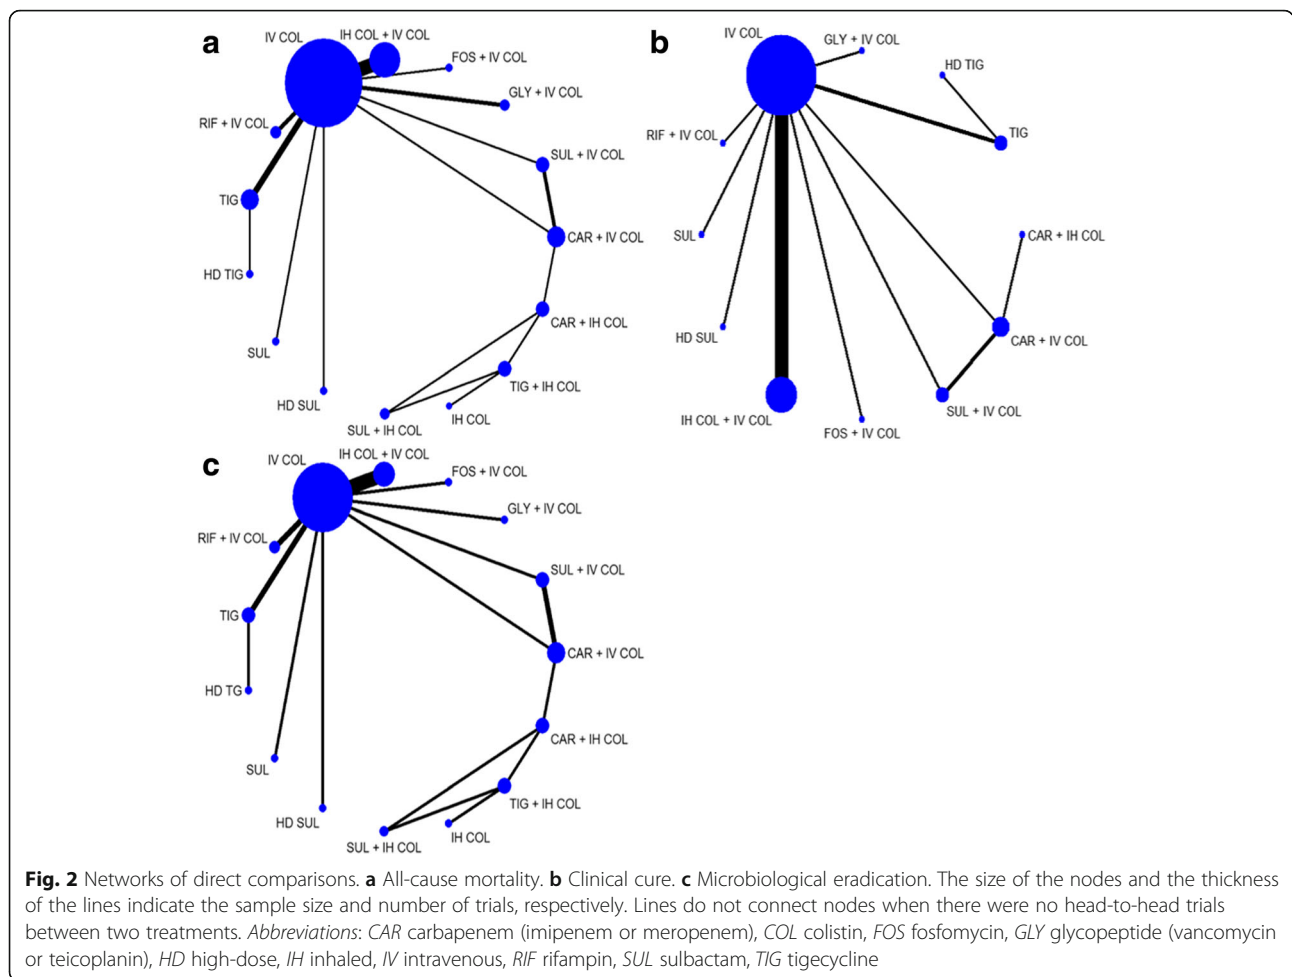 a
IV COL
IH COL + IV COL
FOS + IV COL
GLY + IV COL
RIF + IV COL
SUL + IV COL
TIG
CAR + IV COL
HD TIG
CAR + IH COL
SUL
TIG + IH COL
HD SUL
IH COL
SUL + IH COL
b
IV COL
GLY + IV COL
HD TIG
RIF + IV COL
TIG
SUL
CAR + IH COL
HD SUL
CAR + IV COL
IH COL + IV COL
SUL + IV COL
FOS + IV COL
c
IV COL
IH COL + IV COL
FOS + IV COL
GLY + IV COL
RIF + IV COL
SUL + IV COL
TIG
CAR + IV COL
HD TG
CAR + IH COL
SUL
TIG + IH COL
HD SUL
IH COL
SUL + IH COL
Fig. 2 Networks of direct comparisons. a All-cause mortality. b Clinical cure. c Microbiological eradication. The size of the nodes and the thickness
of the lines indicate the sample size and number of trials, respectively. Lines do not connect nodes when there were no head-to-head trials
between two treatments. Abbreviations: CAR carbapenem (imipenem or meropenem), COL colistin, FOS fosfomycin, GLY glycopeptide (vancomycin
or teicoplanin), HD high-dose, IH inhaled, IV intravenous, RIF rifampin, SUL sulbactam, TIG tigecycline